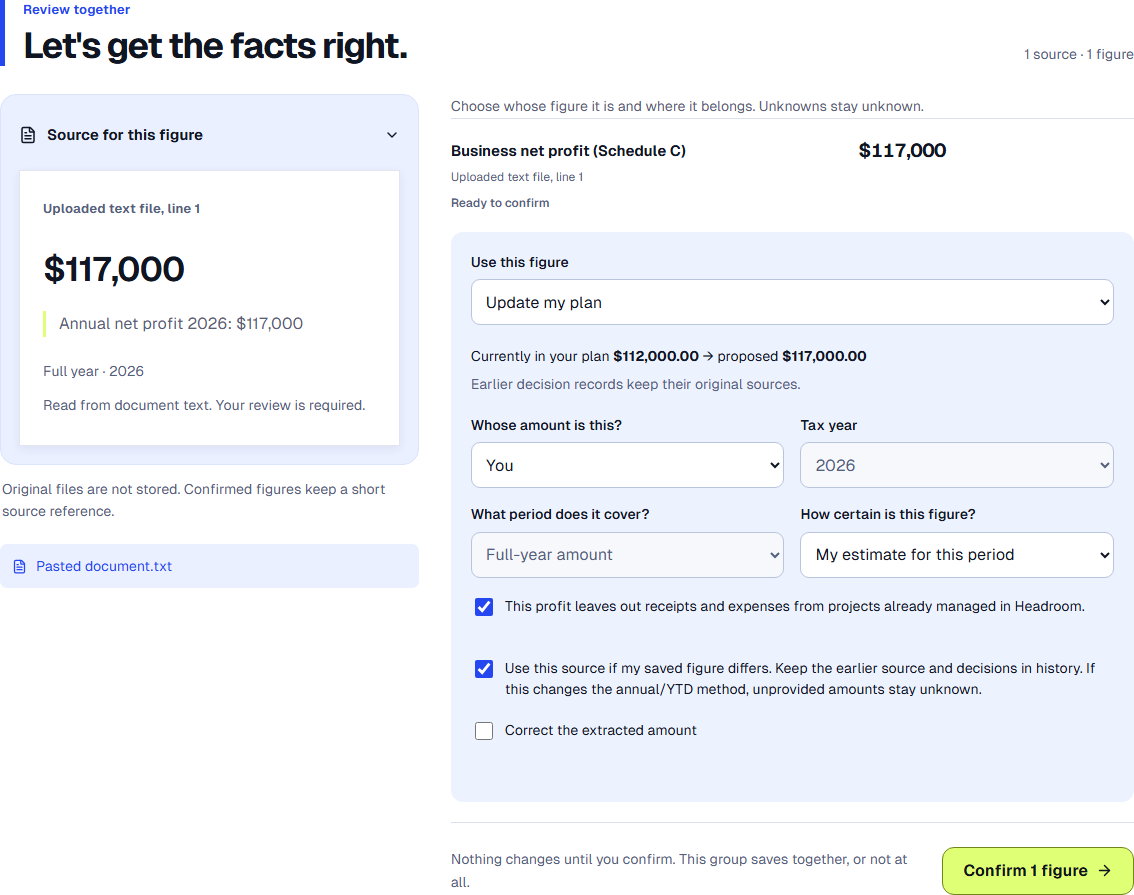 Review together
Let's get the facts right.
1 source · 1 figure
Source for this figure
Uploaded text file, line 1
$117,000
Annual net profit 2026: $117,000
Full year · 2026
Read from document text. Your review is required.
Original files are not stored. Confirmed figures keep a short
source reference.
Pasted document.txt
Choose whose figure it is and where it belongs. Unknowns stay unknown.
Business net profit (Schedule C)
$117,000
Uploaded text file, line 1
Ready to confirm
Use this figure
Update my plan
Currently in your plan $112,000.00 → proposed $117,000.00
Earlier decision records keep their original sources.
Whose amount is this?
Tax year
You
2026
What period does it cover?
How certain is this figure?
Full-year amount
My estimate for this period
This profit leaves out receipts and expenses from projects already managed in Headroom.
Use this source if my saved figure differs. Keep the earlier source and decisions in history. If
this changes the annual/YTD method, unprovided amounts stay unknown.
Correct the extracted amount
Nothing changes until you confirm. This group saves together, or not at
all.
Confirm 1 figure →